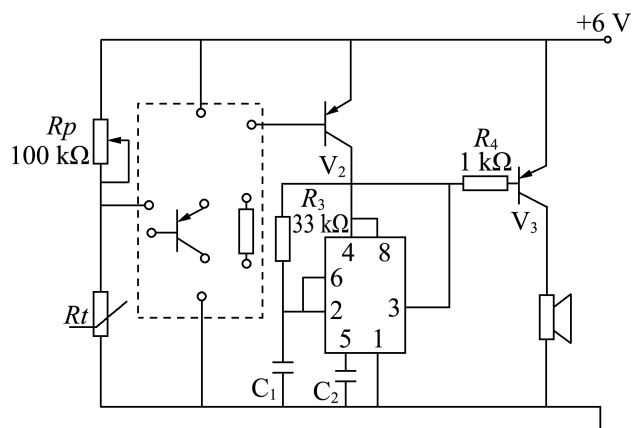 +6 V
Rp
100 kΩ
V₂
R₄
1 kΩ
V₃
R₃
33 kΩ
4 8
6
2
3
5 1
Rt
C₁
C₂